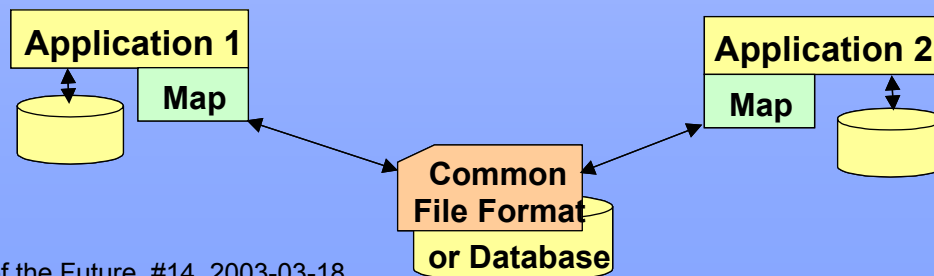 Application 1
Map
Application 2
Map
Common
File Format
or Database
the Future, #14, 2003-03-18